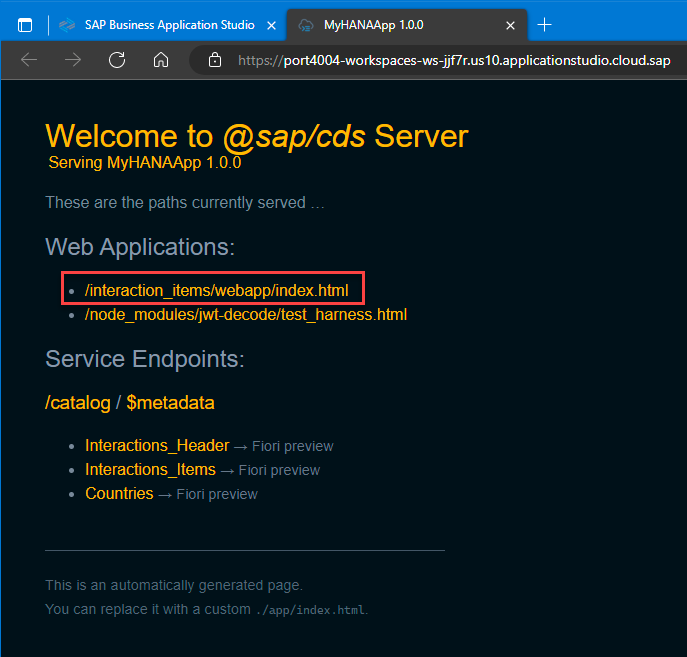 SAP Business Application Studio
MyHANAApp 1.0.0
https://port4004-workspaces-ws-jjf7r.us10.applicationstudio.cloud.sap
Welcome to @sap/cds Server
Serving MyHANAApp 1.0.0
These are the paths currently served …
Web Applications:
/interaction_items/webapp/index.html
/node_modules/jwt-decode/test_harness.html
Service Endpoints:
/catalog / $metadata
Interactions_Header → Fiori preview
Interactions_Items → Fiori preview
Countries → Fiori preview
This is an automatically generated page.
You can replace it with a custom ./app/index.html.